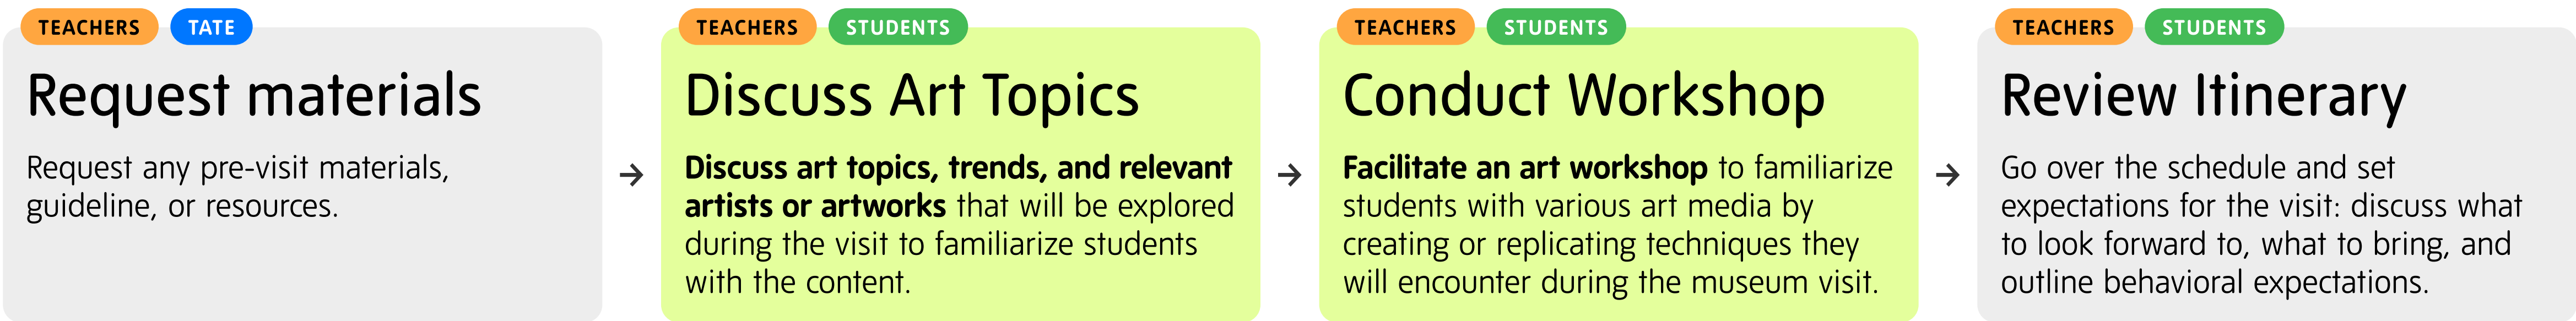 TEACHERS TATE
Request materials
Request any pre-visit materials,
guideline, or resources.
→
TEACHERS STUDENTS
Discuss Art Topics
Discuss art topics, trends, and relevant
artists or artworks that will be explored
during the visit to familiarize students
with the content.
→
TEACHERS STUDENTS
Conduct Workshop
Facilitate an art workshop to familiarize
students with various art media by
creating or replicating techniques they
will encounter during the museum visit.
→
TEACHERS STUDENTS
Review Itinerary
Go over the schedule and set
expectations for the visit: discuss what
to look forward to, what to bring, and
outline behavioral expectations.